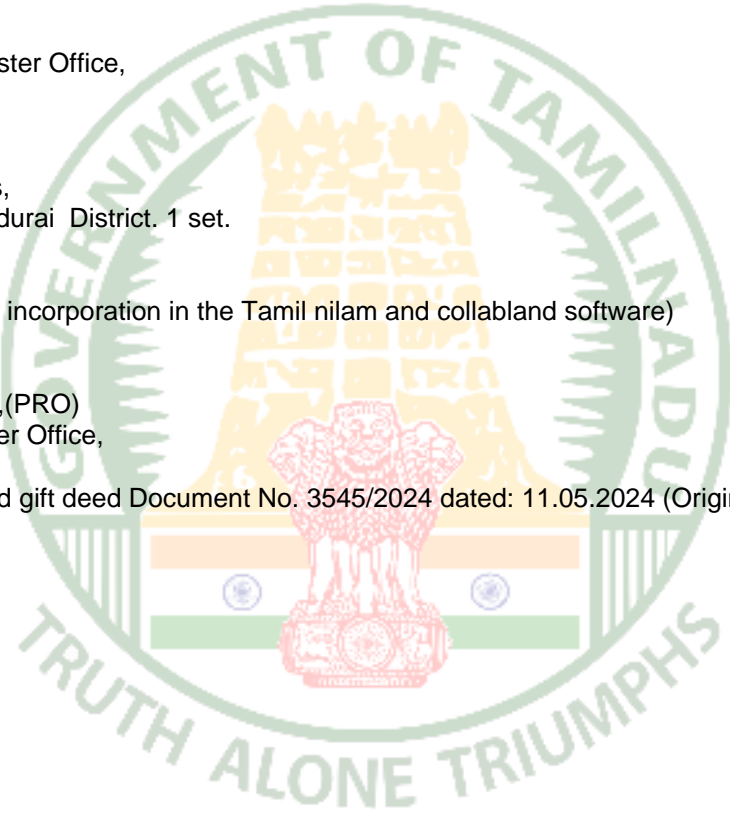 ster Office,
s,
durai District. 1 set.
incorporation in the Tamil nilam and collabland software)
,(PRO)
er Office,
d gift deed Document No. 3545/2024 dated: 11.05.2024 (Origin
GOVERNMENT OF TAMILNADU
TRUTH ALONE TRIUMPHS